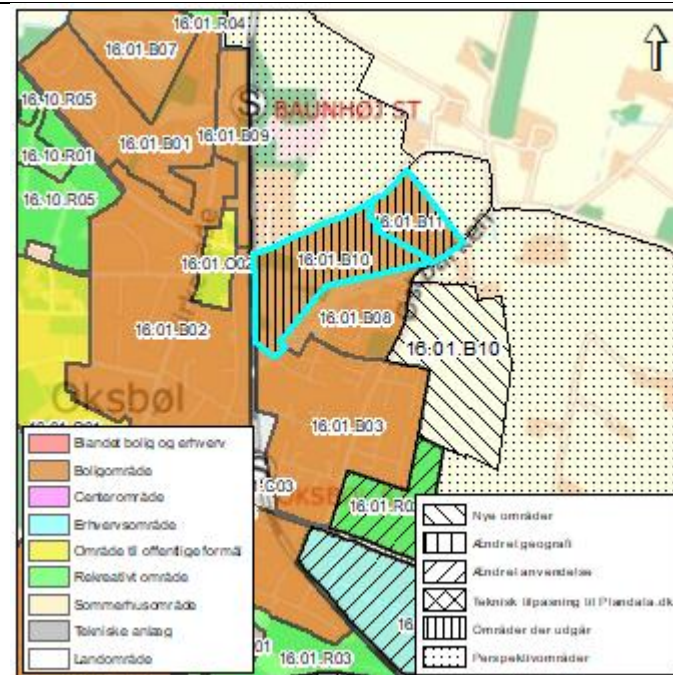 16.01.R04
16.01.B07
16.10.R05
BAUNHØJ ST
16.01.B09
16.01.B01
16.10.R01
16.10.R05
16.01.B11
16.01.O02
16.01.B10
16.01.B02
16.01.B08
16.01.B10
Oksbøl
16.01.B03
Blandet bolig og erhverv
Boligområde
Centerområde
Erhvervsområde
Område til offentlige formål
Rekreativt område
Sommerhusområde
Tekniske anlæg
Landområde
Nye områder
Ændret geografi
Ændret anvendelse
Teknisk tilpasning til Plandata.dk
Områder der udgår
Perspektivområder
16.01.R03